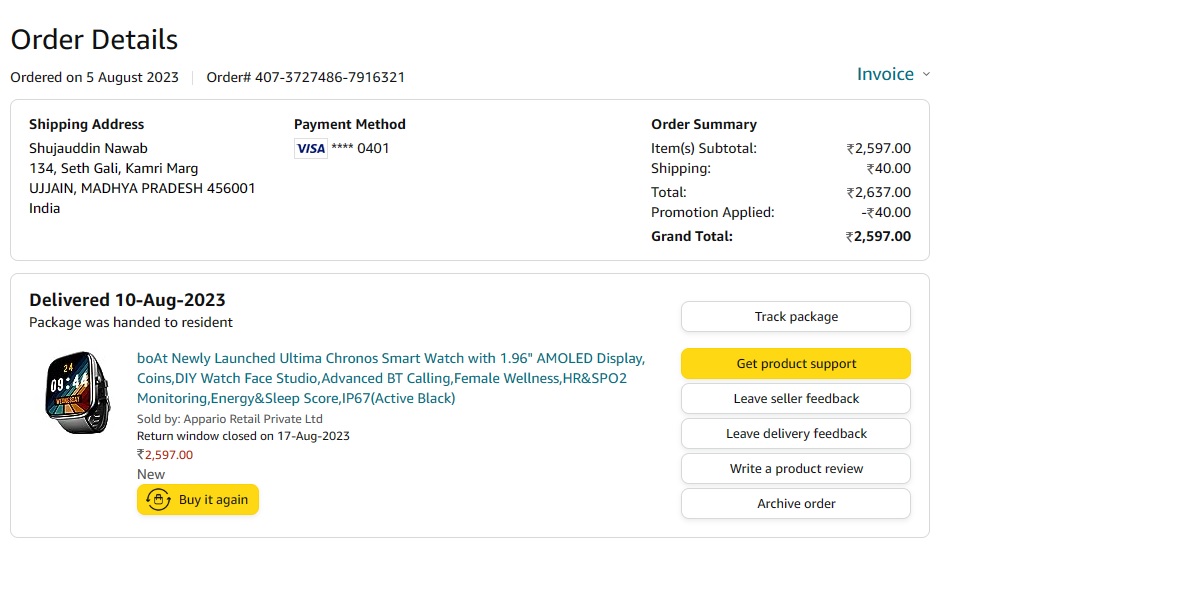 Order Details
Ordered on 5 August 2023 Order# 407-3727486-7916321
Invoice
Shipping Address
Shujauddin Nawab
134, Seth Gali, Kamri Marg
UJJAIN, MADHYA PRADESH 456001
India
Payment Method
VISA **** 0401
Order Summary
Item(s) Subtotal: ₹2,597.00
Shipping: ₹40.00
Total: ₹2,637.00
Promotion Applied: -₹40.00
Grand Total: ₹2,597.00
Delivered 10-Aug-2023
Package was handed to resident
24
09:44
WEDNESDAY
boAt Newly Launched Ultima Chronos Smart Watch with 1.96" AMOLED Display,
Coins,DIY Watch Face Studio,Advanced BT Calling,Female Wellness,HR&SPO2
Monitoring,Energy&Sleep Score,IP67(Active Black)
Sold by: Appario Retail Private Ltd
Return window closed on 17-Aug-2023
₹2,597.00
New
Buy it again
Track package
Get product support
Leave seller feedback
Leave delivery feedback
Write a product review
Archive order